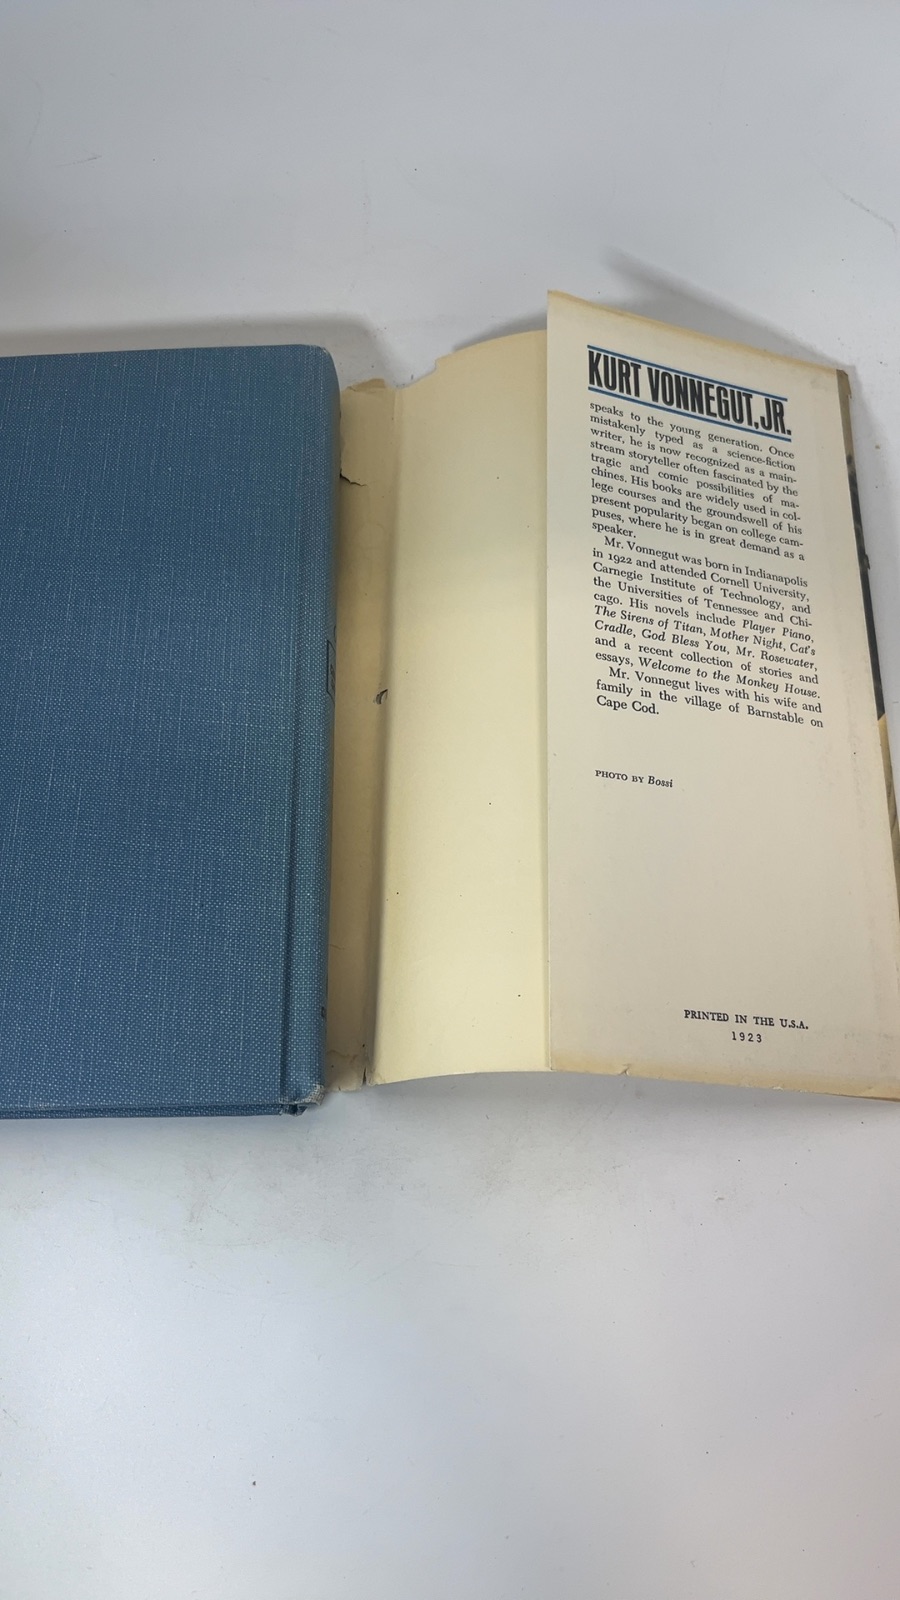 KURT VONNEGUT, JR.
speaks to the young generation. Once
mistakenly typed as a science-fiction
writer, he is now recognized as a main-
stream storyteller often fascinated by the
tragic and comic possibilities of ma-
chines. His books are widely used in col-
lege courses and the groundswell of his
present popularity began on college cam-
puses, where he is in great demand as a
speaker.
Mr. Vonnegut was born in Indianapolis
in 1922 and attended Cornell University,
Carnegie Institute of Technology, and
the Universities of Tennessee and Chi-
cago. His novels include Player Piano,
The Sirens of Titan, Mother Night, Cat's
Cradle, God Bless You, Mr. Rosewater,
and a recent collection of stories and
essays, Welcome to the Monkey House.
Mr. Vonnegut lives with his wife and
family in the village of Barnstable on
Cape Cod.
PHOTO BY Bossi
PRINTED IN THE U.S.A.
1923